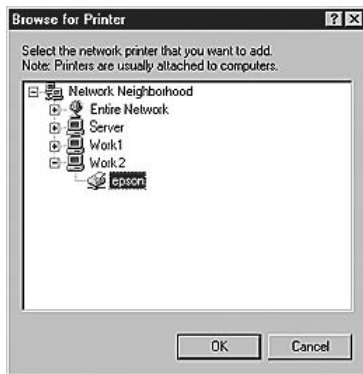 Browse for Printer
Select the network printer that you want to add.
Note: Printers are usually attached to computers.
Network Neighborhood
Entire Network
Server
Work1
Work2
epson
OK
Cancel